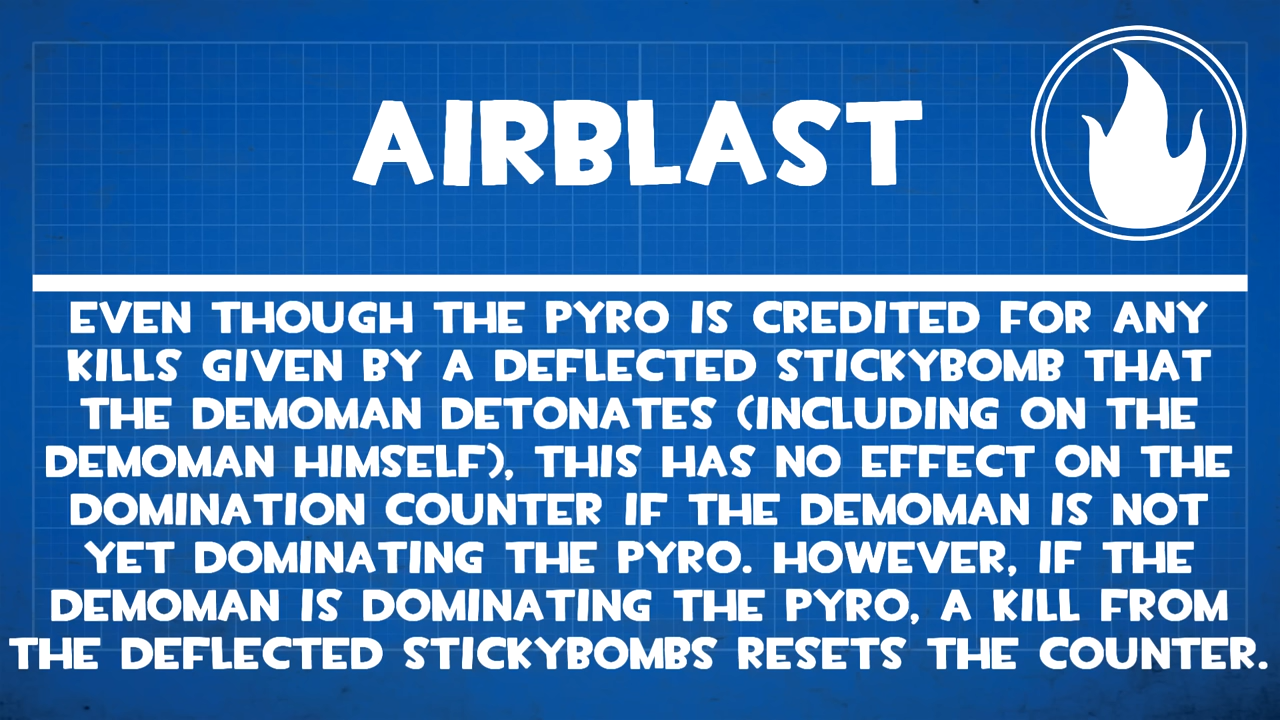 AIRBLAST
EVEN THOUGH THE PYRO IS CREDITED FOR ANY
KILLS GIVEN BY A DEFLECTED STICKYBOMB THAT
THE DEMOMAN DETONATES (INCLUDING ON THE
DEMOMAN HIMSELF), THIS HAS NO EFFECT ON THE
DOMINATION COUNTER IF THE DEMOMAN IS NOT
YET DOMINATING THE PYRO. HOWEVER, IF THE
DEMOMAN IS DOMINATING THE PYRO, A KILL FROM
THE DEFLECTED STICKYBOMBS RESETS THE COUNTER.